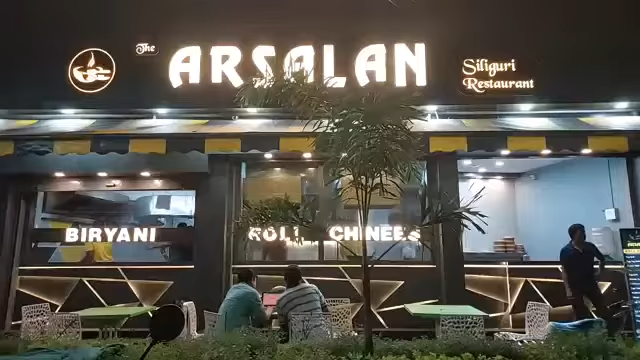 The
ARSALAN
Siliguri
Restaurant
BIRYANI
ROLL CHINEES